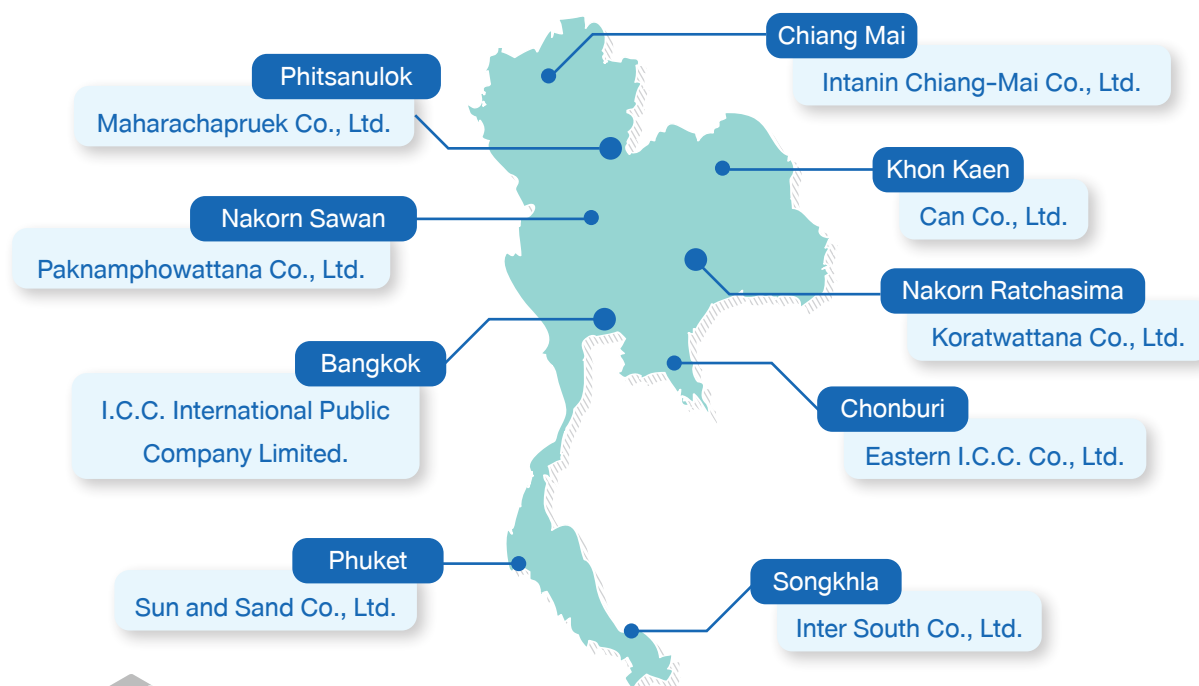 Chiang Mai
Intanin Chiang-Mai Co., Ltd.
Phitsanulok
Maharachapruek Co., Ltd.
Khon Kaen
Can Co., Ltd.
Nakorn Sawan
Paknamphowattana Co., Ltd.
Nakorn Ratchasima
Koratwattana Co., Ltd.
Bangkok
I.C.C. International Public
Company Limited.
Chonburi
Eastern I.C.C. Co., Ltd.
Phuket
Sun and Sand Co., Ltd.
Songkhla
Inter South Co., Ltd.